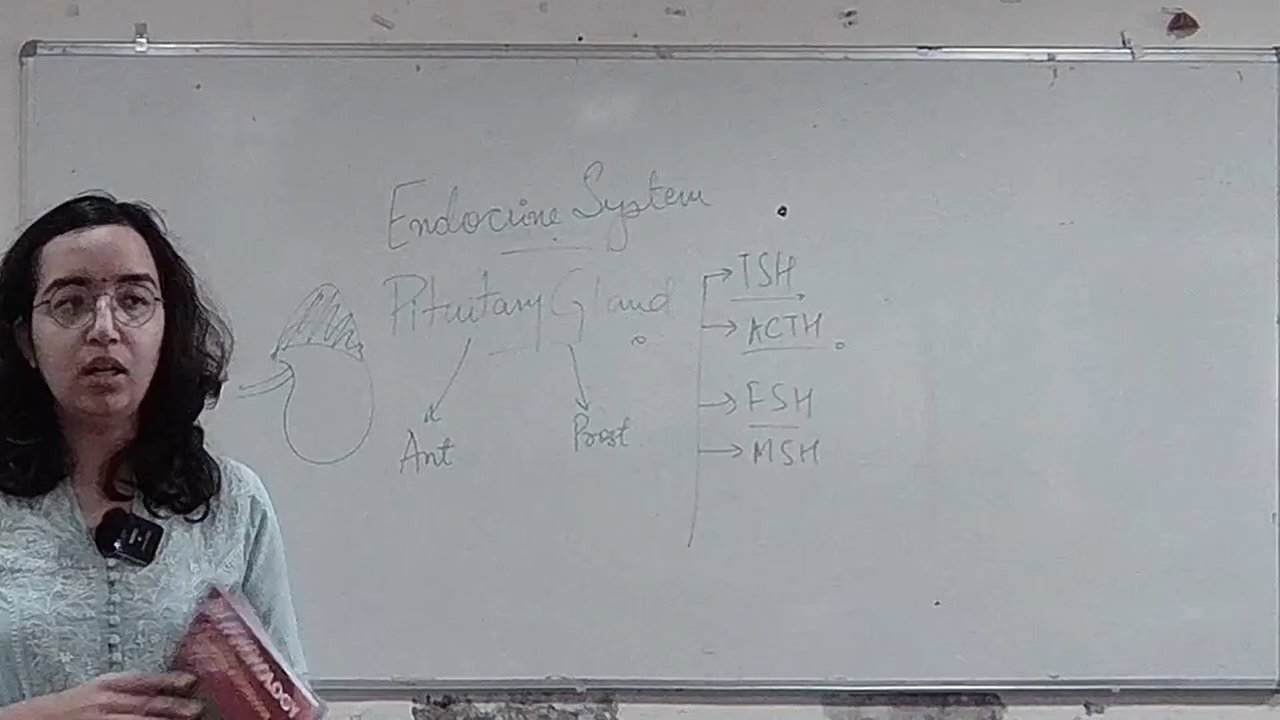 Endocrine System
Pituitary Gland
Ant
Post
TSH
ACTH
FSH
MSH